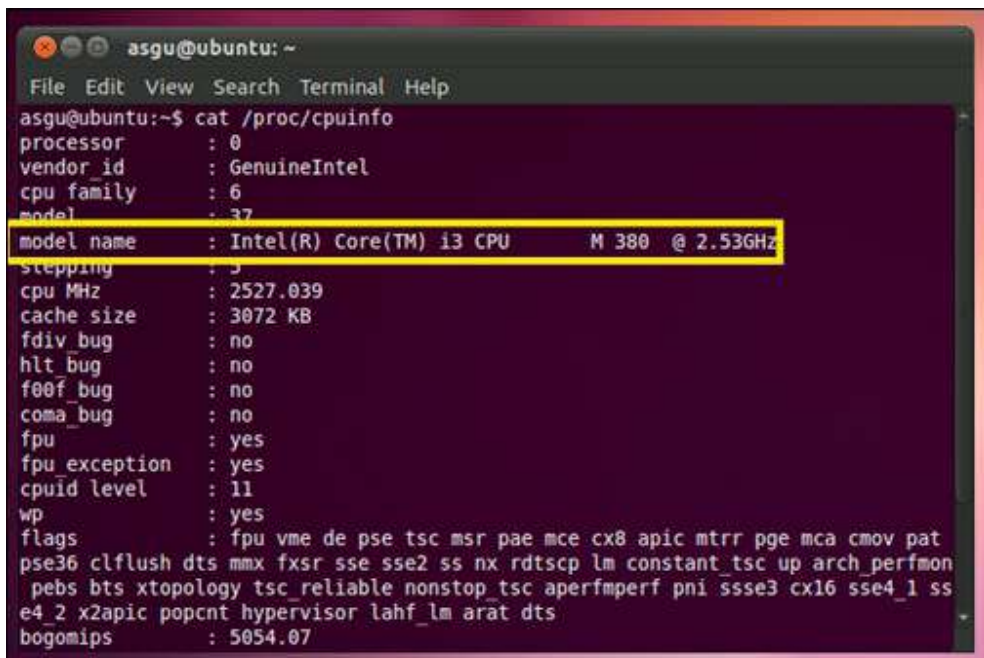 asgu@ubuntu: ~
File Edit View Search Terminal Help
asgu@ubuntu:~$ cat /proc/cpuinfo
processor : 0
vendor_id : GenuineIntel
cpu family : 6
model : 37
model name : Intel(R) Core(TM) i3 CPU M 380 @ 2.53GHz
stepping : 5
cpu MHz : 2527.039
cache size : 3072 KB
fdiv_bug : no
hlt_bug : no
f00f_bug : no
coma_bug : no
fpu : yes
fpu_exception : yes
cpuid level : 11
wp : yes
flags : fpu vme de pse tsc msr pae mce cx8 apic mtrr pge mca cmov pat
pse36 clflush dts mmx fxsr sse sse2 ss nx rdtscp lm constant_tsc up arch_perfmon
pebs bts xtopology tsc_reliable nonstop_tsc aperfmperf pni ssse3 cx16 sse4_1 ss
e4_2 x2apic popcnt hypervisor lahf_lm arat dts
bogomips : 5054.07